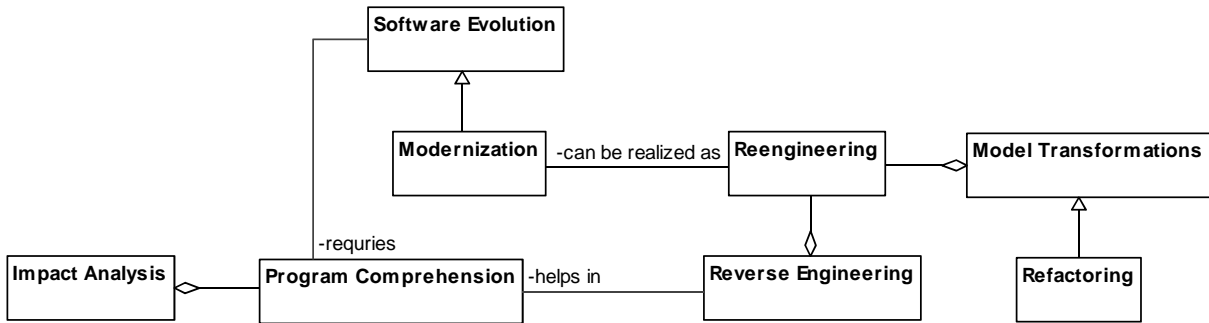 Software Evolution
Modernization
-can be realized as
Reengineering
Model Transformations
-requries
Impact Analysis
Program Comprehension
-helps in
Reverse Engineering
Refactoring